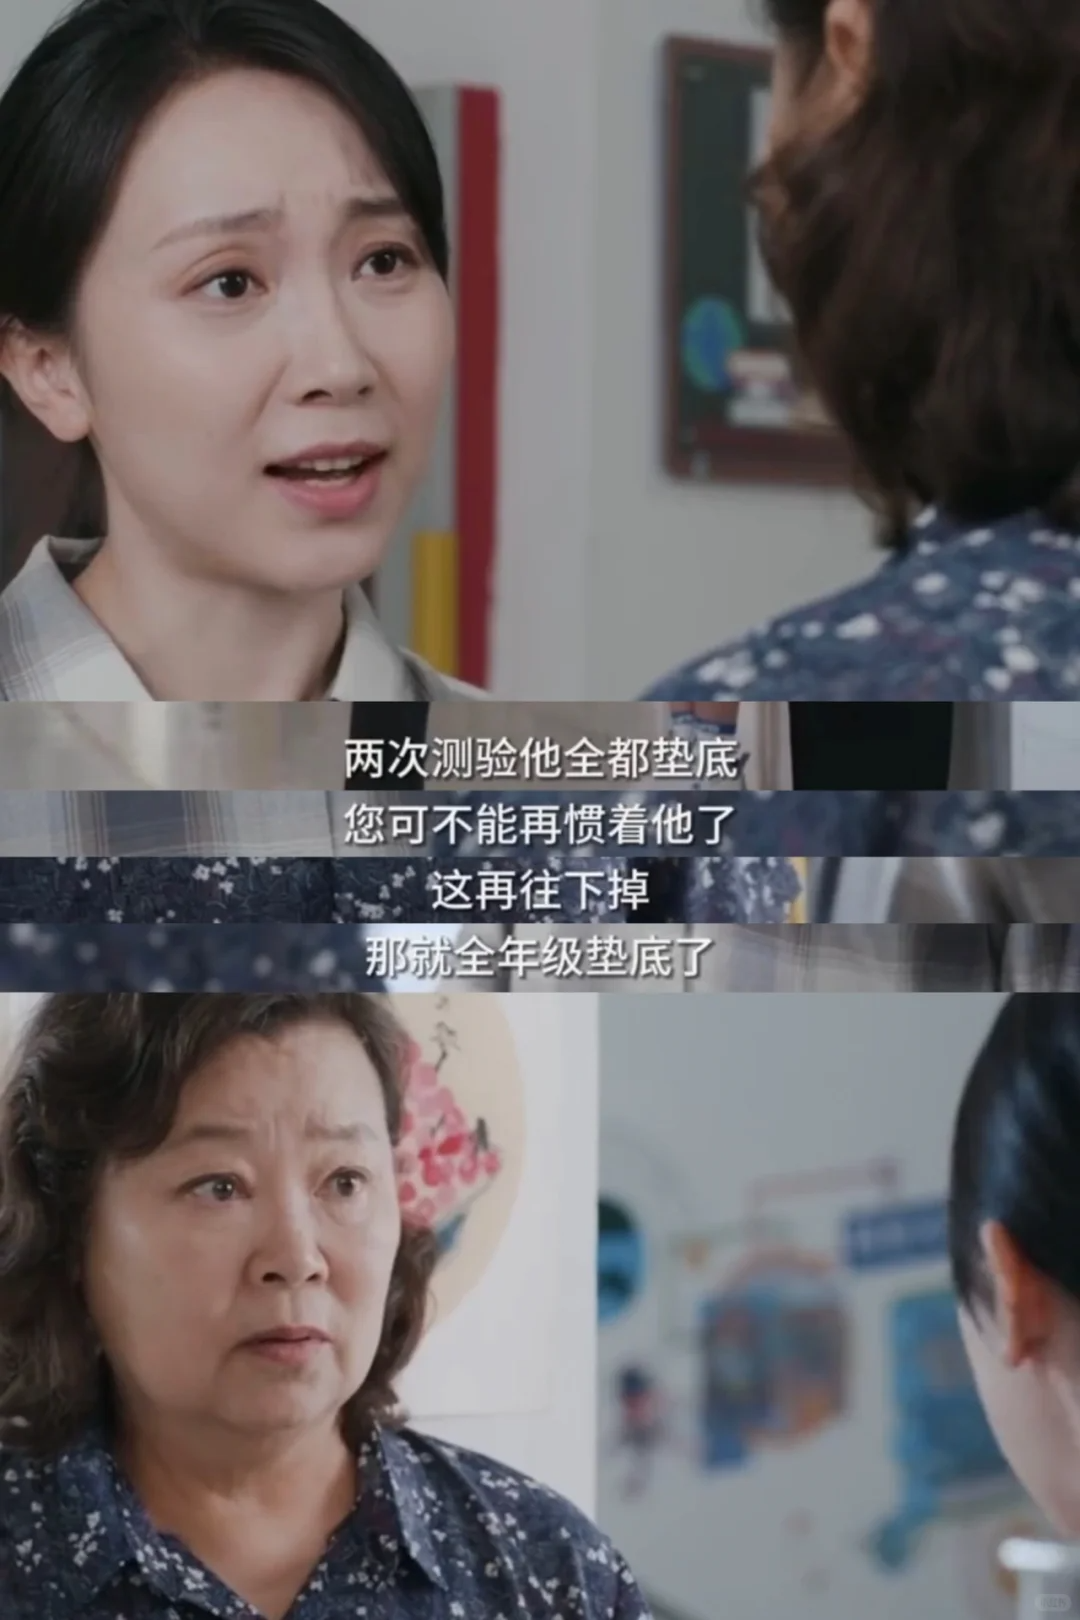 两次测验他全都垫底
您可不能再惯着他了
这再往下掉
那就全年级垫底了